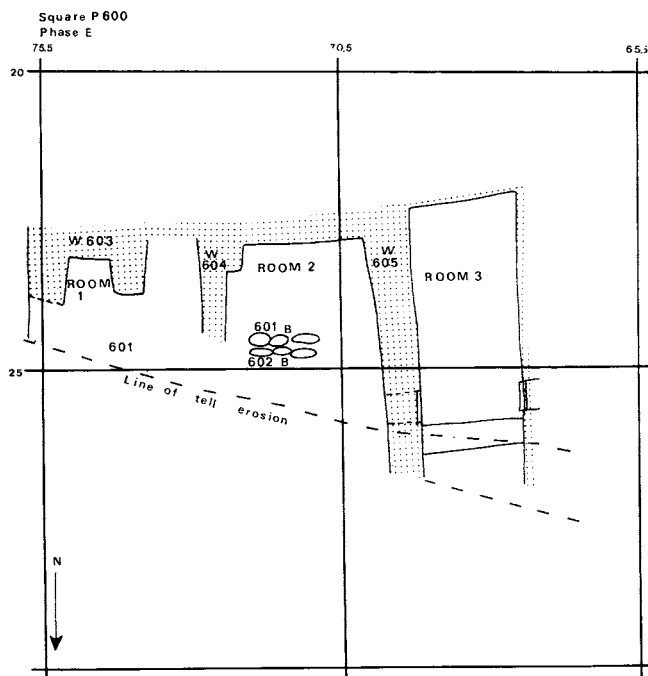 Square P600
Phase E
75.5 70.5 65.5
20
W.603
W
604
ROOM 2
W
605
ROOM 3
ROOM
1
601 B
601
602 B
25
Line of tell erosion
N